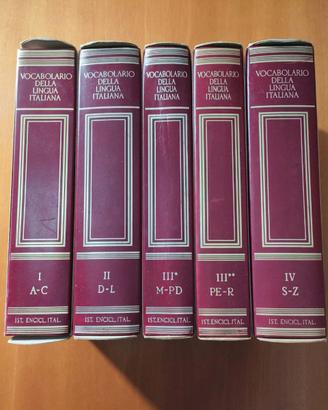 VOCABOLARIO
DELLA
LINGUA
ITALIANA
I
A-C
IST. ENCICL. ITAL.
VOCABOLARIO
DELLA
LINGUA
ITALIANA
II
D-L
IST. ENCICL. ITAL.
VOCABOLARIO
DELLA
LINGUA
ITALIANA
III*
M-PD
IST. ENCICL. ITAL.
VOCABOLARIO
DELLA
LINGUA
ITALIANA
III**
PE-R
IST. ENCICL. ITAL.
VOCABOLARIO
DELLA
LINGUA
ITALIANA
IV
S-Z
IST. ENCICL. ITAL.